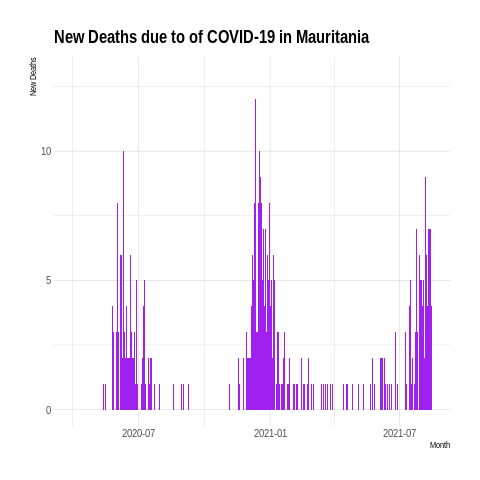 New Deaths due to of COVID-19 in Mauritania
New Deaths
10
5
0
2020-07
2021-01
2021-07
Month